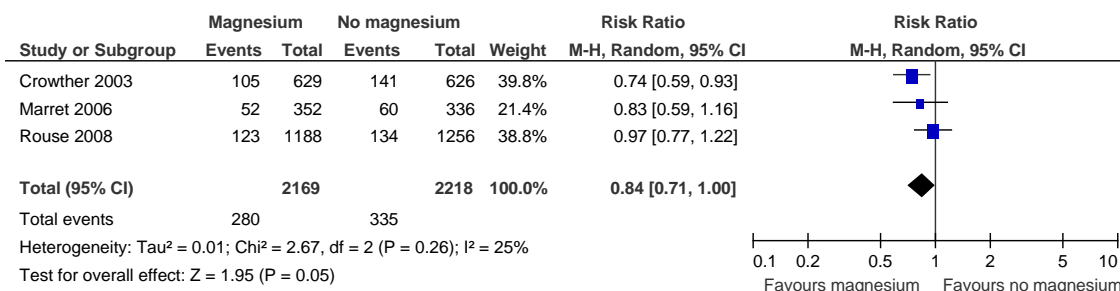 Magnesium No magnesium Risk Ratio Risk Ratio
Study or Subgroup Events Total Events Total Weight M-H, Random, 95% CI M-H, Random, 95% CI
Crowther 2003 105 629 141 626 39.8% 0.74 [0.59, 0.93]
Marret 2006 52 352 60 336 21.4% 0.83 [0.59, 1.16]
Rouse 2008 123 1188 134 1256 38.8% 0.97 [0.77, 1.22]
Total (95% CI) 2169 2218 100.0% 0.84 [0.71, 1.00]
Total events 280 335
Heterogeneity: Tau² = 0.01; Chi² = 2.67, df = 2 (P = 0.26); I² = 25%
Test for overall effect: Z = 1.95 (P = 0.05)
0.1 0.2 0.5 1 2 5 10
Favours magnesium Favours no magnesium